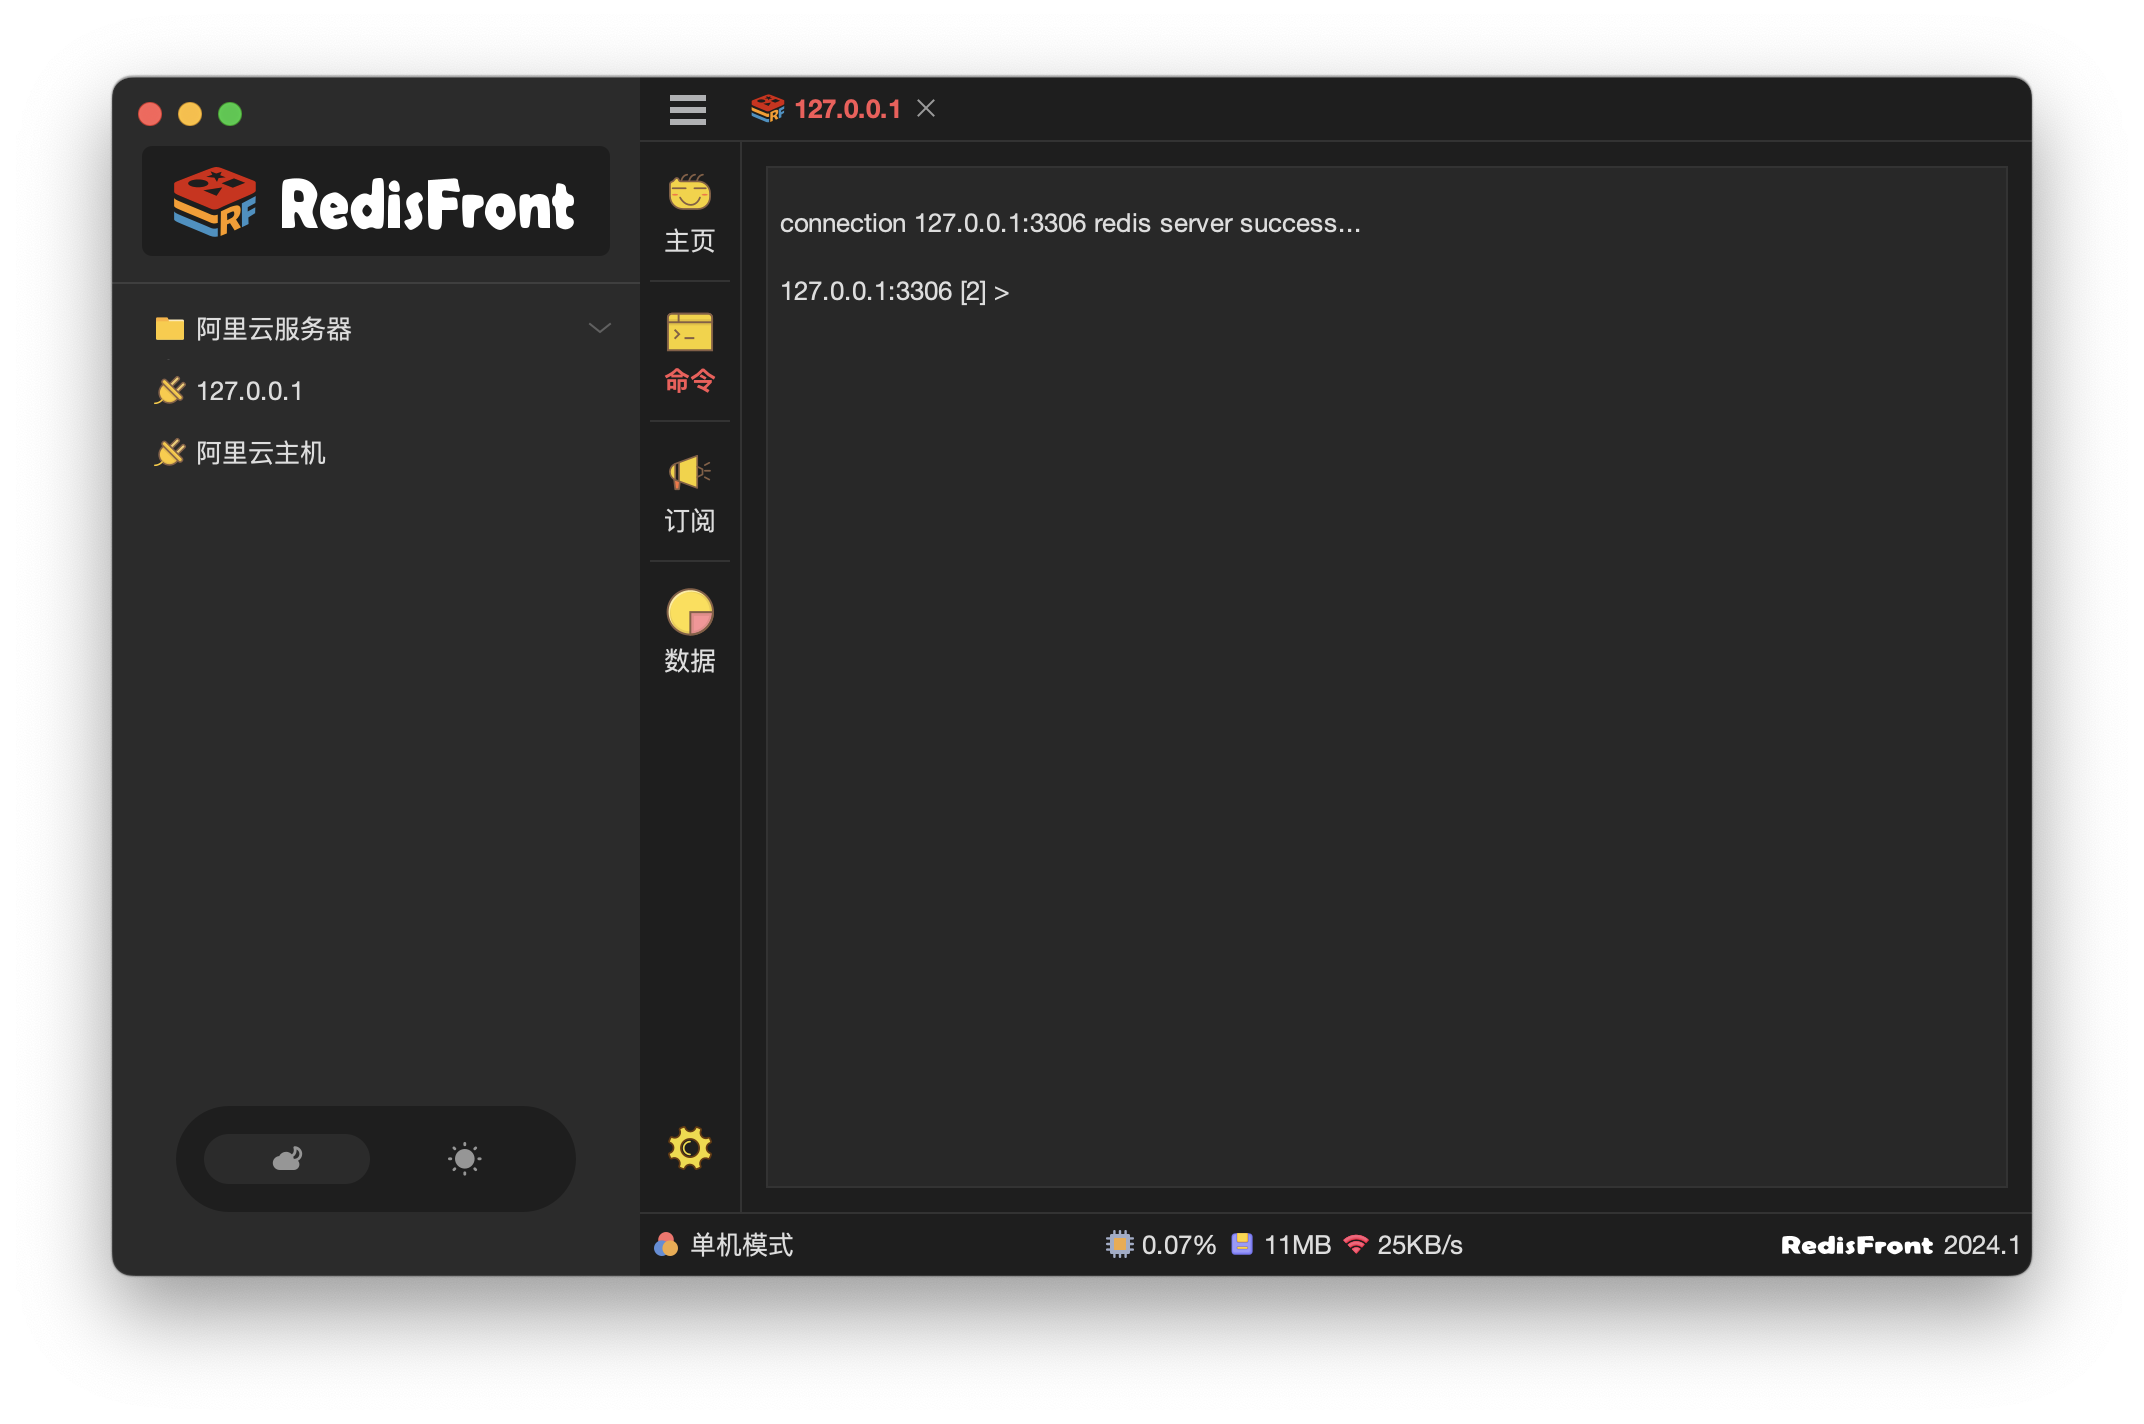 RedisFront
阿里云服务器
127.0.0.1
阿里云主机
127.0.0.1
主页
命令
订阅
数据
connection 127.0.0.1:3306 redis server success...
127.0.0.1:3306 [2] >
单机模式
0.07% 11MB 25KB/s
RedisFront 2024.1